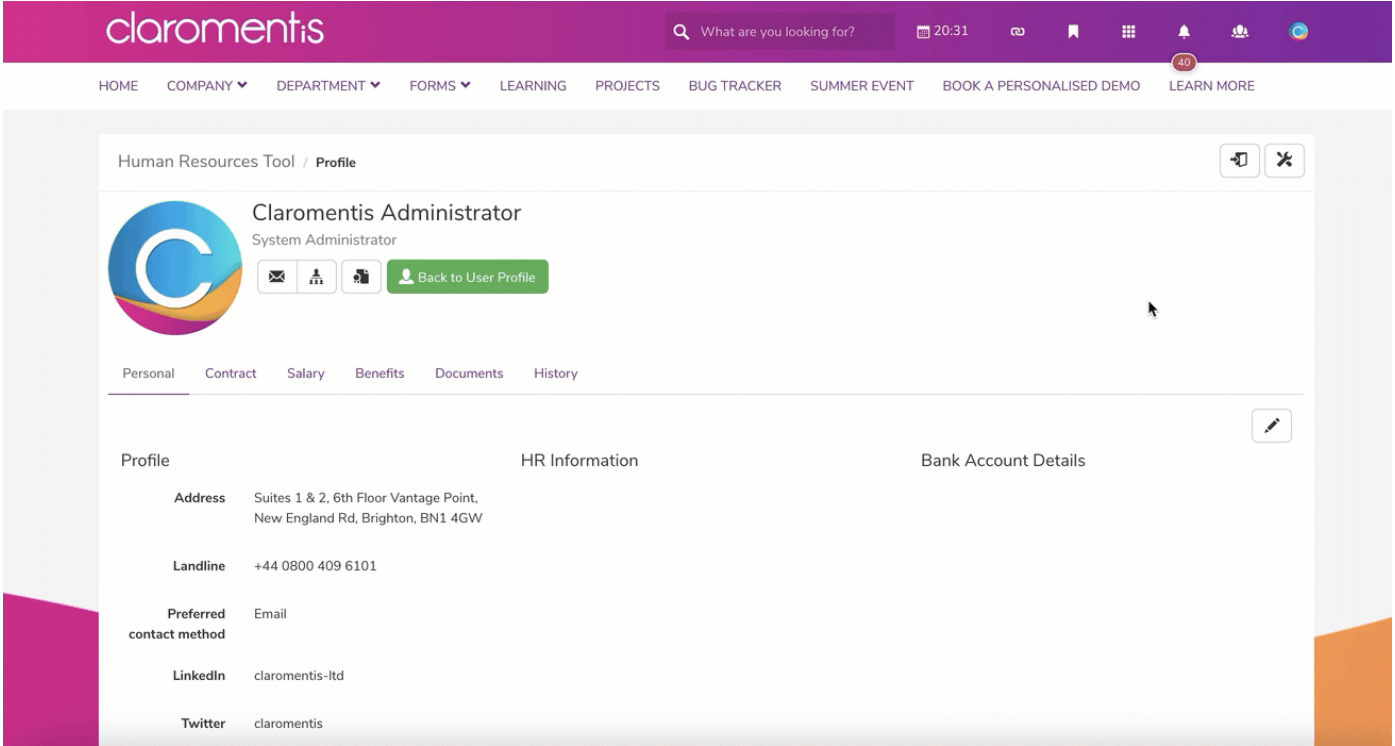 claromentis
What are you looking for?
20:31
40
HOME COMPANY DEPARTMENT FORMS LEARNING PROJECTS BUG TRACKER SUMMER EVENT BOOK A PERSONALISED DEMO LEARN MORE
Human Resources Tool / Profile
Claromentis Administrator
System Administrator
Back to User Profile
Personal Contract Salary Benefits Documents History
Profile HR Information Bank Account Details
Address Suites 1 & 2, 6th Floor Vantage Point,
New England Rd, Brighton, BN1 4GW
Landline +44 0800 409 6101
Preferred Email
contact method
LinkedIn claromentis-ltd
Twitter claromentis